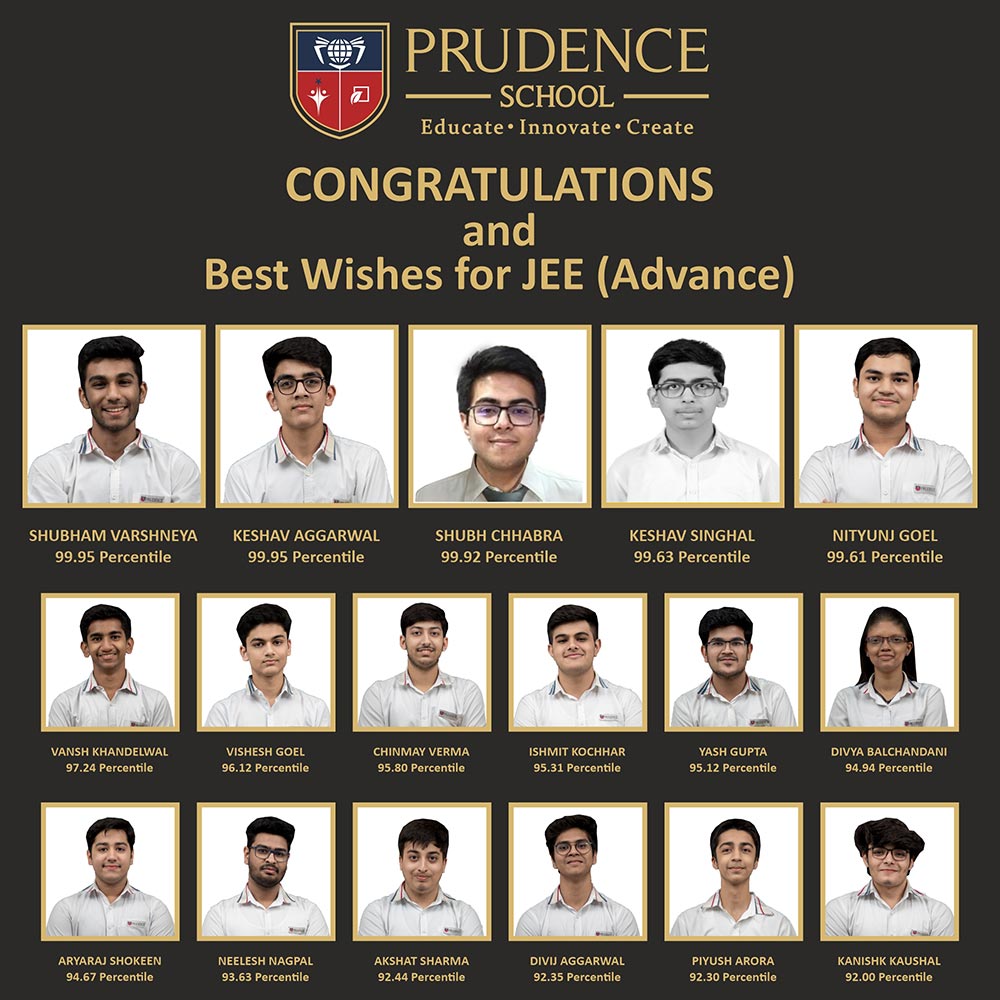 PRUDENCE
SCHOOL
Educate • Innovate • Create
CONGRATULATIONS
and
Best Wishes for JEE (Advance)
SHUBHAM VARSHNEYA
99.95 Percentile
KESHAV AGGARWAL
99.95 Percentile
SHUBH CHHABRA
99.92 Percentile
KESHAV SINGHAL
99.63 Percentile
NITYUNJ GOEL
99.61 Percentile
VANSH KHANDELWAL
97.24 Percentile
VISHESH GOEL
96.12 Percentile
CHINMAY VERMA
95.80 Percentile
ISHMIT KOCHHAR
95.31 Percentile
YASH GUPTA
95.12 Percentile
DIVYA BALCHANDANI
94.94 Percentile
ARYARAJ SHOKEEN
94.67 Percentile
NEELESH NAGPAL
93.63 Percentile
AKSHAT SHARMA
92.44 Percentile
DIVIJ AGGARWAL
92.35 Percentile
PIYUSH ARORA
92.30 Percentile
KANISHK KAUSHAL
92.00 Percentile